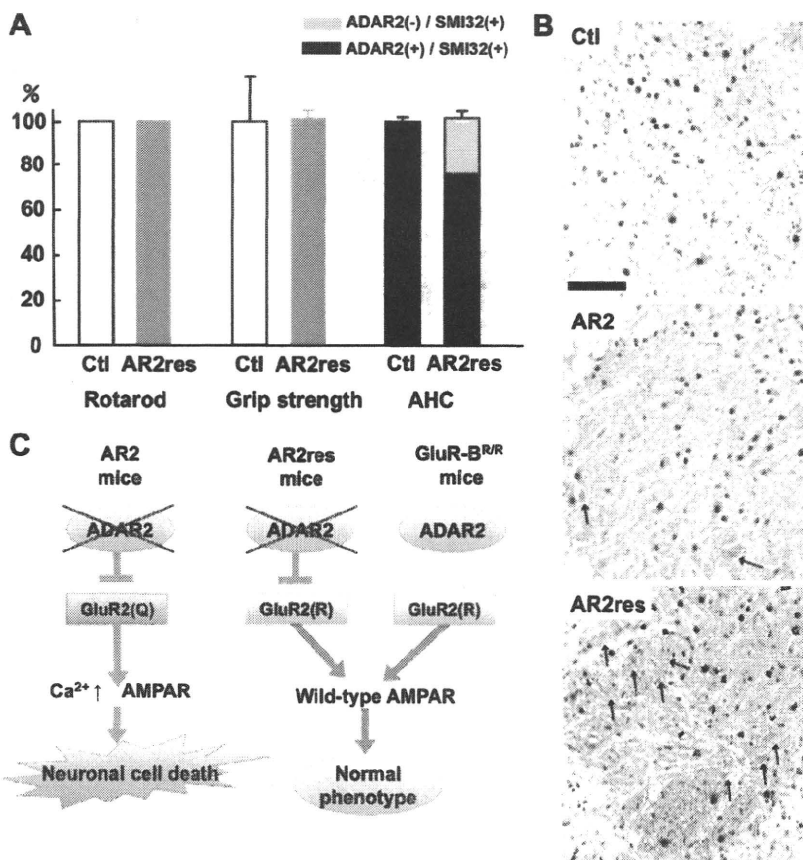 A
ADAR2(-) / SMI32(+)
ADAR2(+) / SMI32(+)
%
100
80
60
40
20
0
Ctl AR2res
Ctl AR2res
Ctl AR2res
Rotarod
Grip strength
AHC
B
Ctl
AR2
AR2res
C
AR2
mice
ADAR2
GluR2(Q)
Ca²⁺ ↑ AMPAR
Neuronal cell death
AR2res
mice
ADAR2
GluR2(R)
GluR-B^R/R
mice
ADAR2
GluR2(R)
Wild-type AMPAR
Normal
phenotype